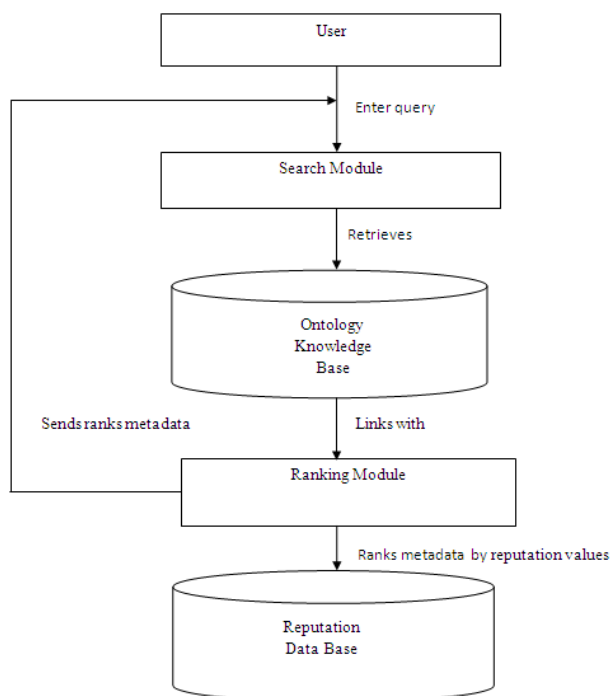 User
Enter query
Search Module
Retrieves
Ontology
Knowledge
Base
Sends ranks metadata
Links with
Ranking Module
Ranks metadata by reputation values
Reputation
Data Base